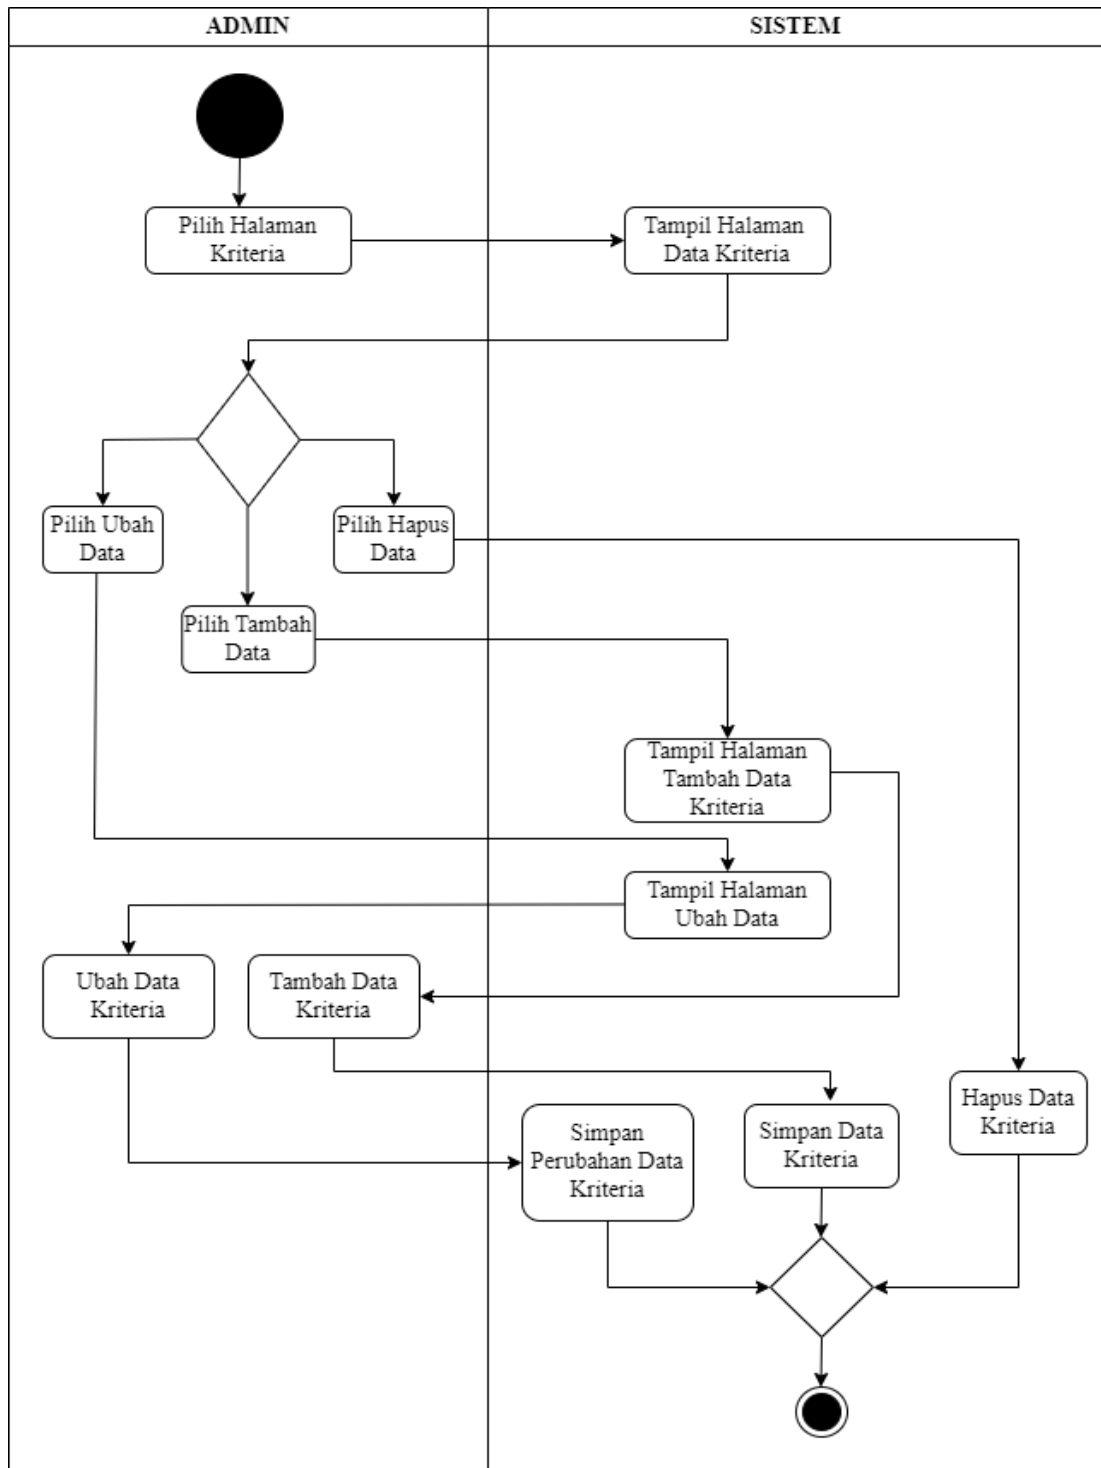 ADMIN
SISTEM
Pilih Halaman
Kriteria
Tampil Halaman
Data Kriteria
Pilih Ubah
Data
Pilih Hapus
Data
Pilih Tambah
Data
Tampil Halaman
Tambah Data
Kriteria
Tampil Halaman
Ubah Data
Ubah Data
Kriteria
Tambah Data
Kriteria
Simpan
Perubahan Data
Kriteria
Simpan Data
Kriteria
Hapus Data
Kriteria